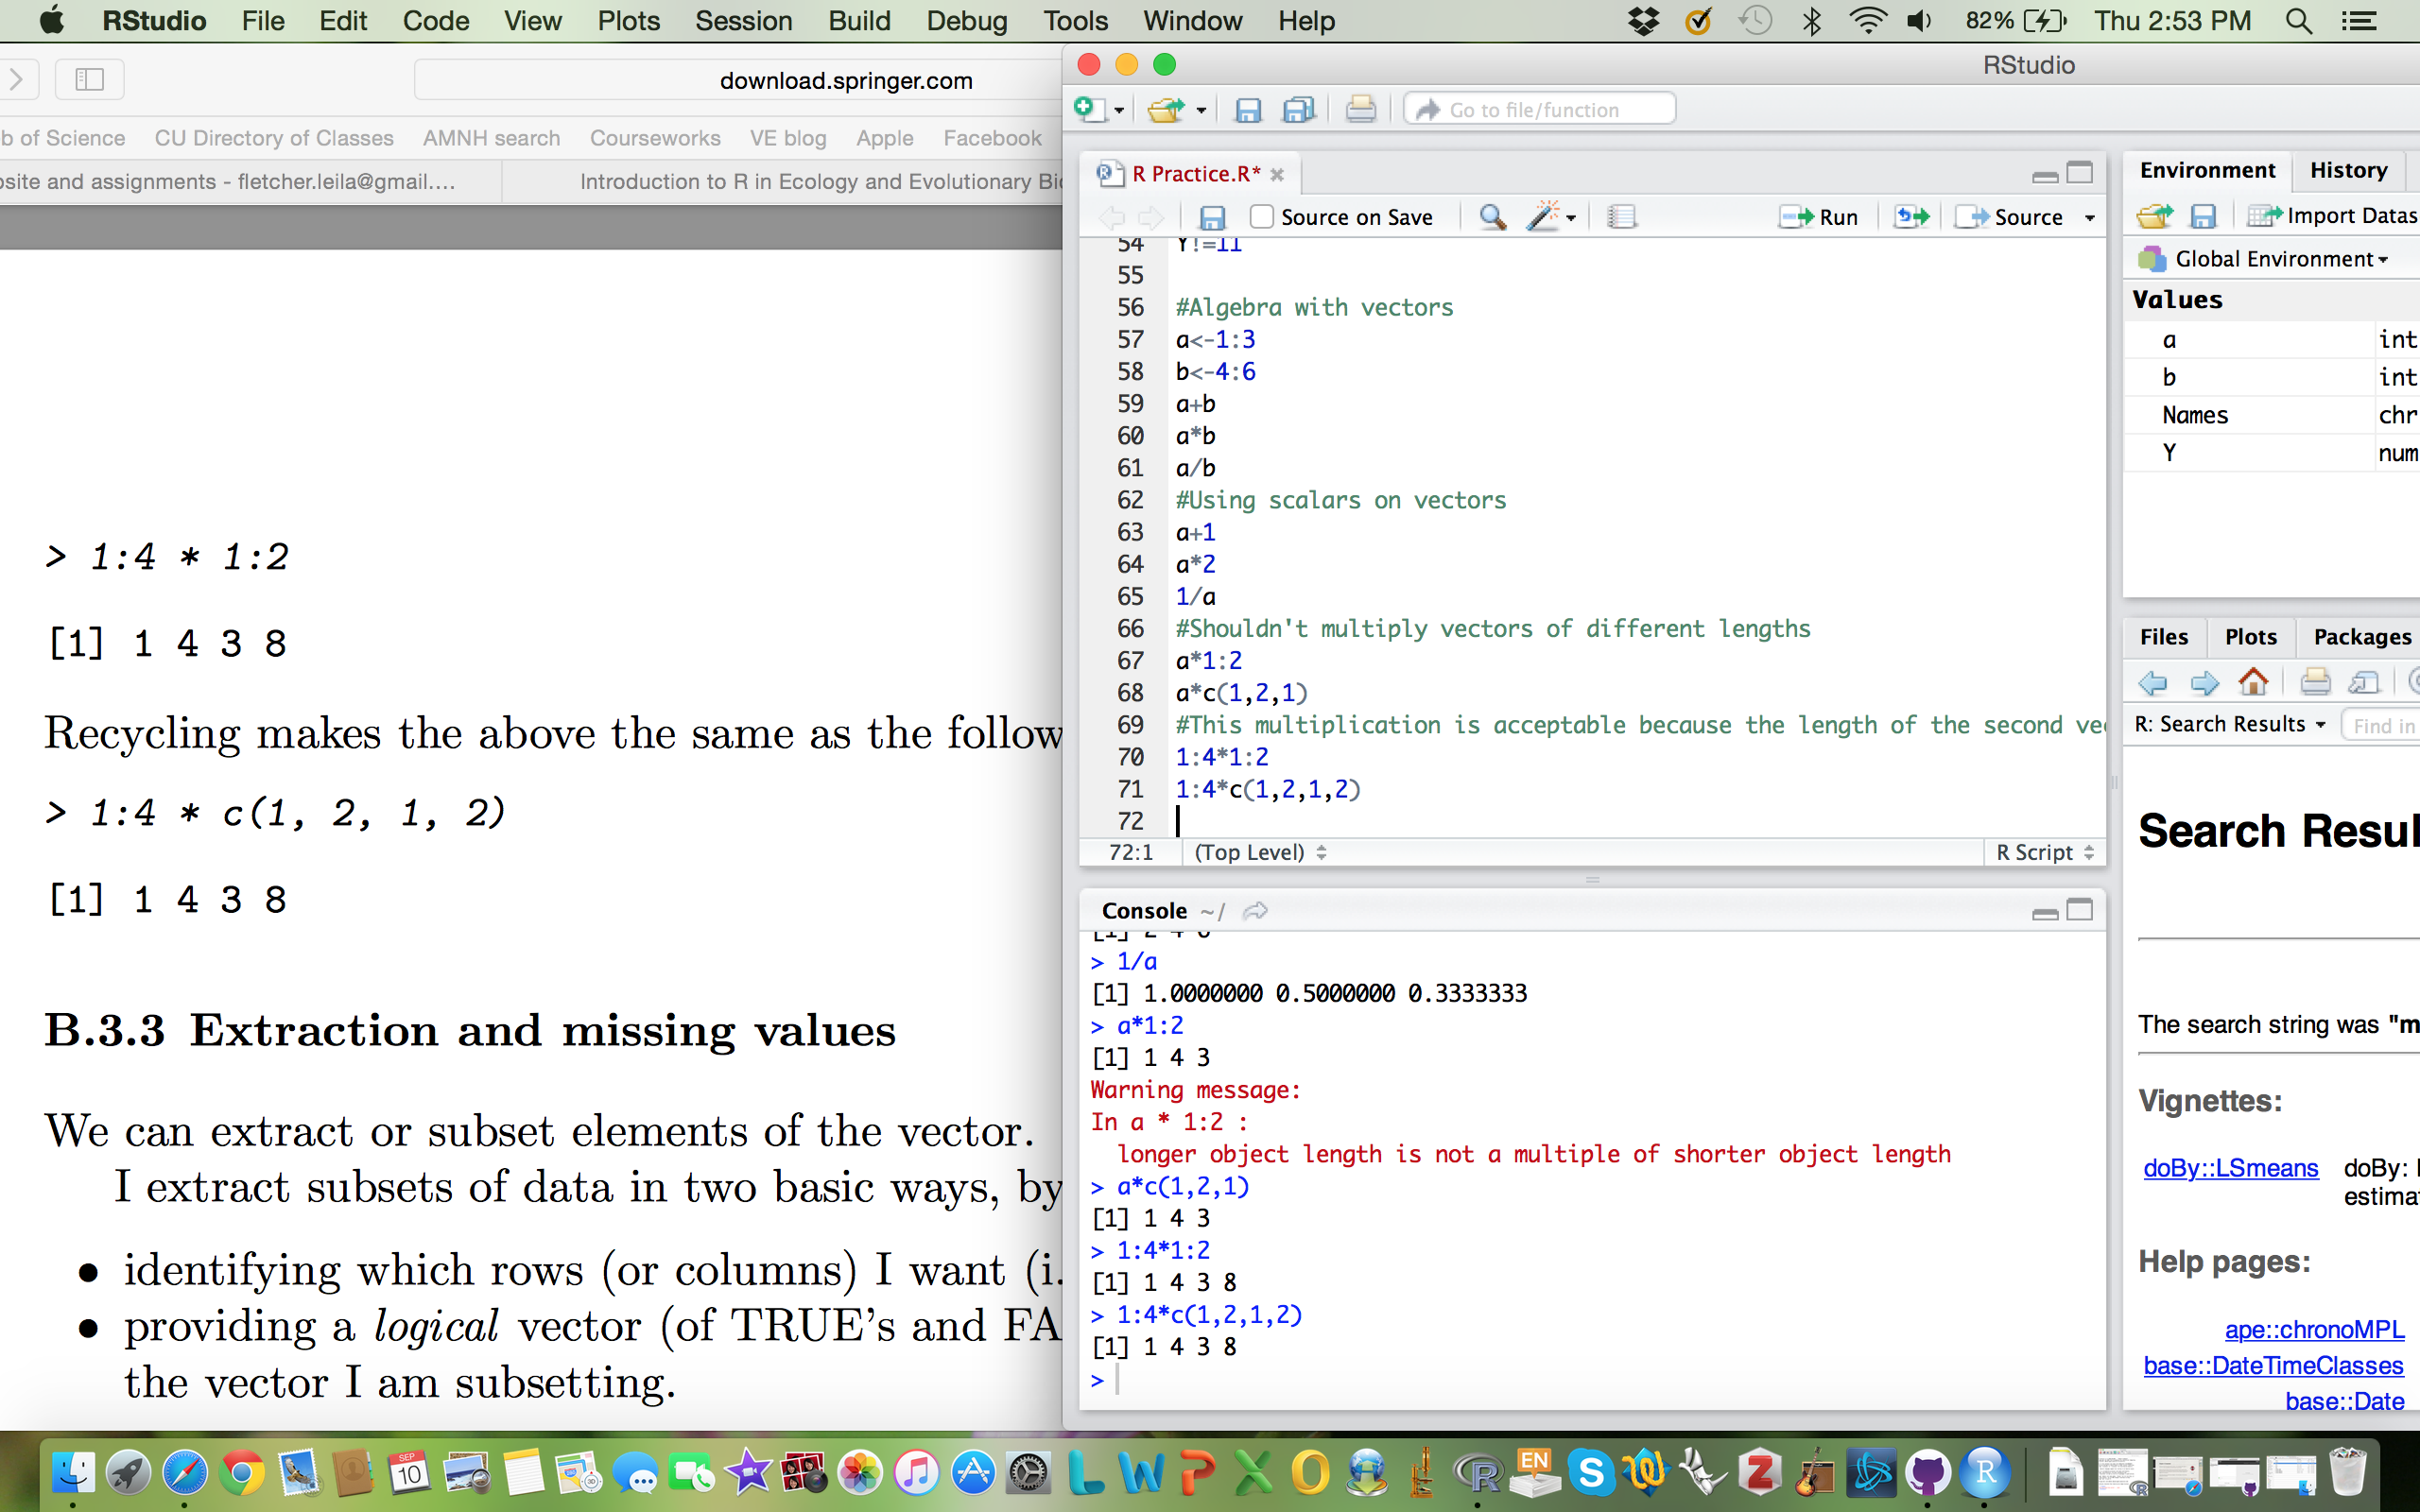 RStudio File Edit Code View Plots Session Build Debug Tools Window Help 82% Thu 2:53 PM
download.springer.com
b of Science CU Directory of Classes AMNH search Courseworks VE blog Apple Facebook
site and assignments - fletcher.leila@gmail.... Introduction to R in Ecology and Evolutionary Bi
> 1:4 * 1:2
[1] 1 4 3 8
Recycling makes the above the same as the follow
> 1:4 * c(1, 2, 1, 2)
[1] 1 4 3 8
B.3.3 Extraction and missing values
We can extract or subset elements of the vector.
I extract subsets of data in two basic ways, by
• identifying which rows (or columns) I want (i.
• providing a logical vector (of TRUE's and FA
the vector I am subsetting.
RStudio
Go to file/function
R Practice.R*
Source on Save Run Source
54 Y!=11
55
56 #Algebra with vectors
57 a<-1:3
58 b<-4:6
59 a+b
60 a*b
61 a/b
62 #Using scalars on vectors
63 a+1
64 a*2
65 1/a
66 #Shouldn't multiply vectors of different lengths
67 a*1:2
68 a*c(1,2,1)
69 #This multiplication is acceptable because the length of the second ve
70 1:4*1:2
71 1:4*c(1,2,1,2)
72
72:1 (Top Level) R Script
Console ~/
[1] 2 4 6
> 1/a
[1] 1.0000000 0.5000000 0.3333333
> a*1:2
[1] 1 4 3
Warning message:
In a * 1:2 :
longer object length is not a multiple of shorter object length
> a*c(1,2,1)
[1] 1 4 3
> 1:4*1:2
[1] 1 4 3 8
> 1:4*c(1,2,1,2)
[1] 1 4 3 8
>
Environment History
Import Datas
Global Environment
Values
a int
b int
Names chr
Y num
Files Plots Packages
R: Search Results Find in
Search Resul
The search string was "m
Vignettes:
doBy::LSmeans doBy:
estima
Help pages:
ape::chronoMPL
base::DateTimeClasses
base::Date
SEP
10
EN